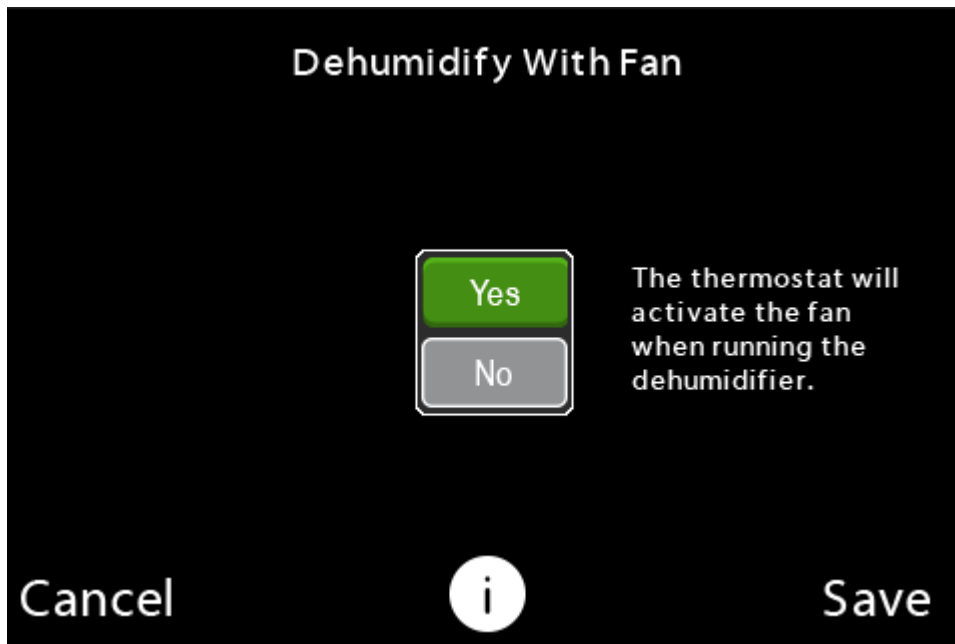 Dehumidify With Fan
Yes
No
The thermostat will
activate the fan
when running the
dehumidifier.
Cancel
i
Save